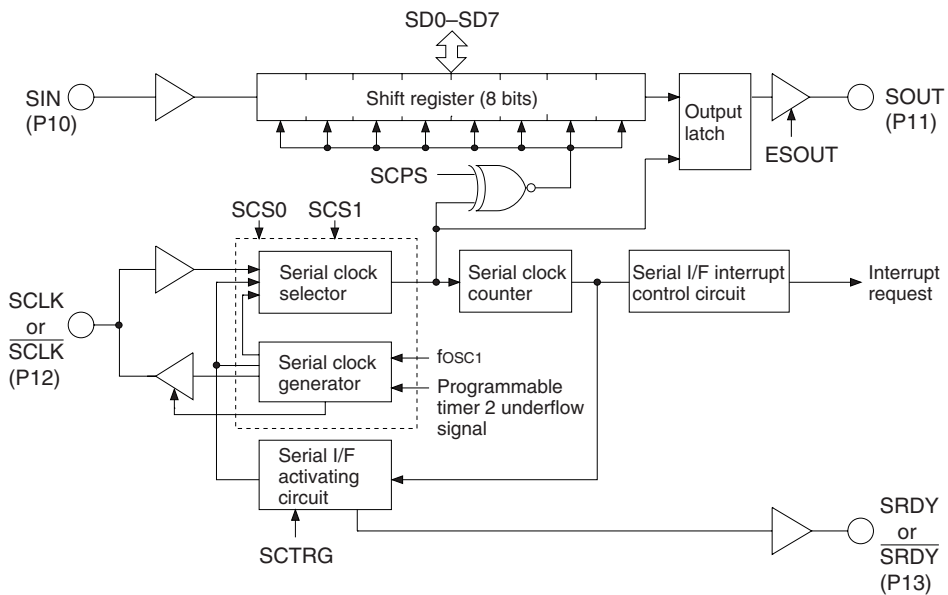 SD0–SD7
SIN
(P10)
Shift register (8 bits)
Output
latch
SOUT
(P11)
ESOUT
SCPS
SCS0
SCS1
SCLK
or
SCLK
(P12)
Serial clock
selector
Serial clock
counter
Serial I/F interrupt
control circuit
Interrupt
request
Serial clock
generator
fOSC1
Programmable
timer 2 underflow
signal
Serial I/F
activating
circuit
SCTRG
SRDY
or
SRDY
(P13)